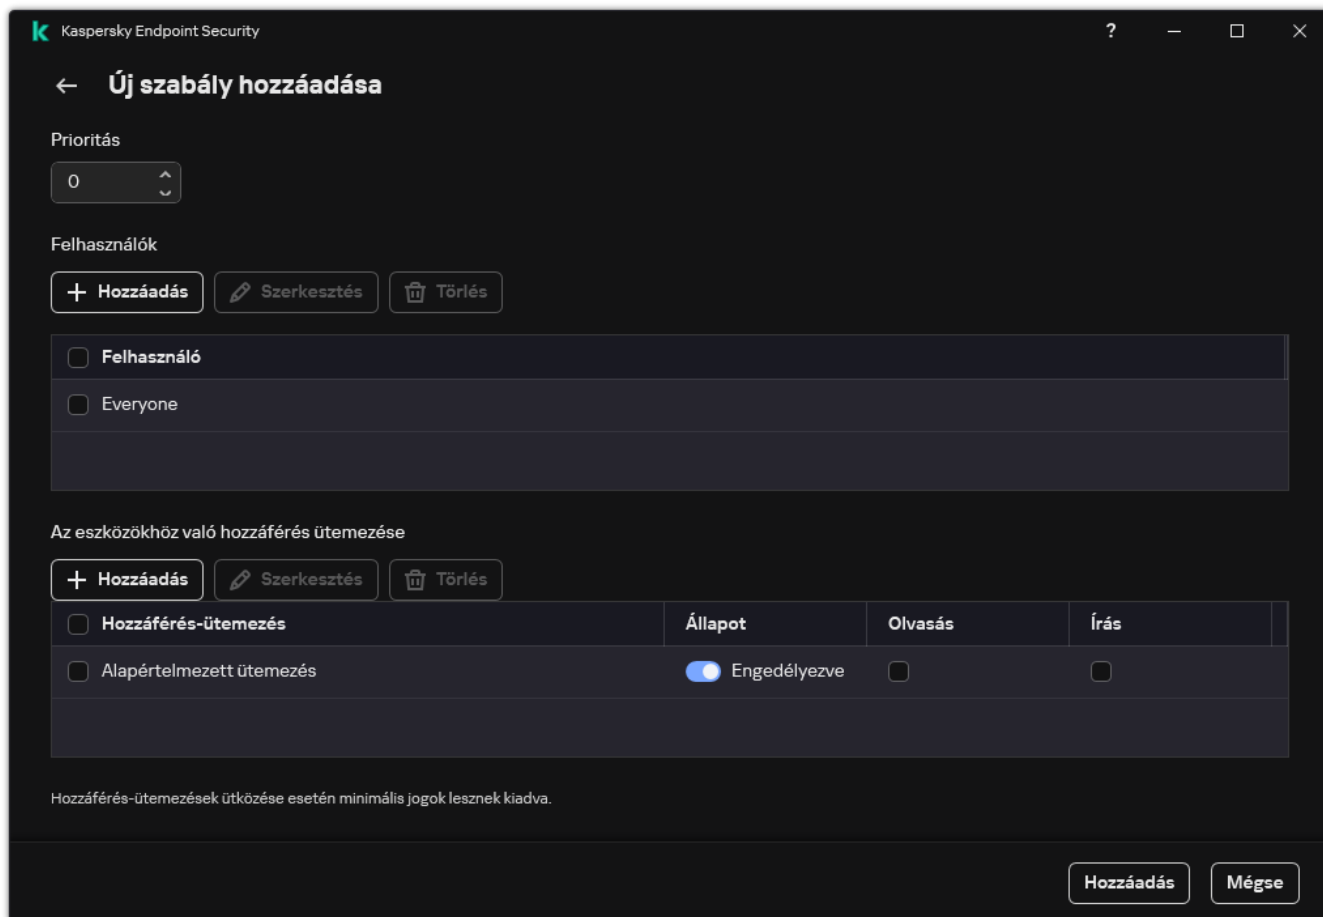 Kaspersky Endpoint Security ?
Új szabály hozzáadása
Prioritás
0
Felhasználók
Hozzáadás Szerkesztés Törlés
Felhasználó
Everyone
Az eszközökhöz való hozzáférés ütemezése
Hozzáadás Szerkesztés Törlés
Hozzáférés-ütemezés Állapot Olvasás Írás
Alapértelmezett ütemezés Engedélyezve
Hozzáférés-ütemezések ütközése esetén minimális jogok lesznek kiadva.
Hozzáadás Mégse